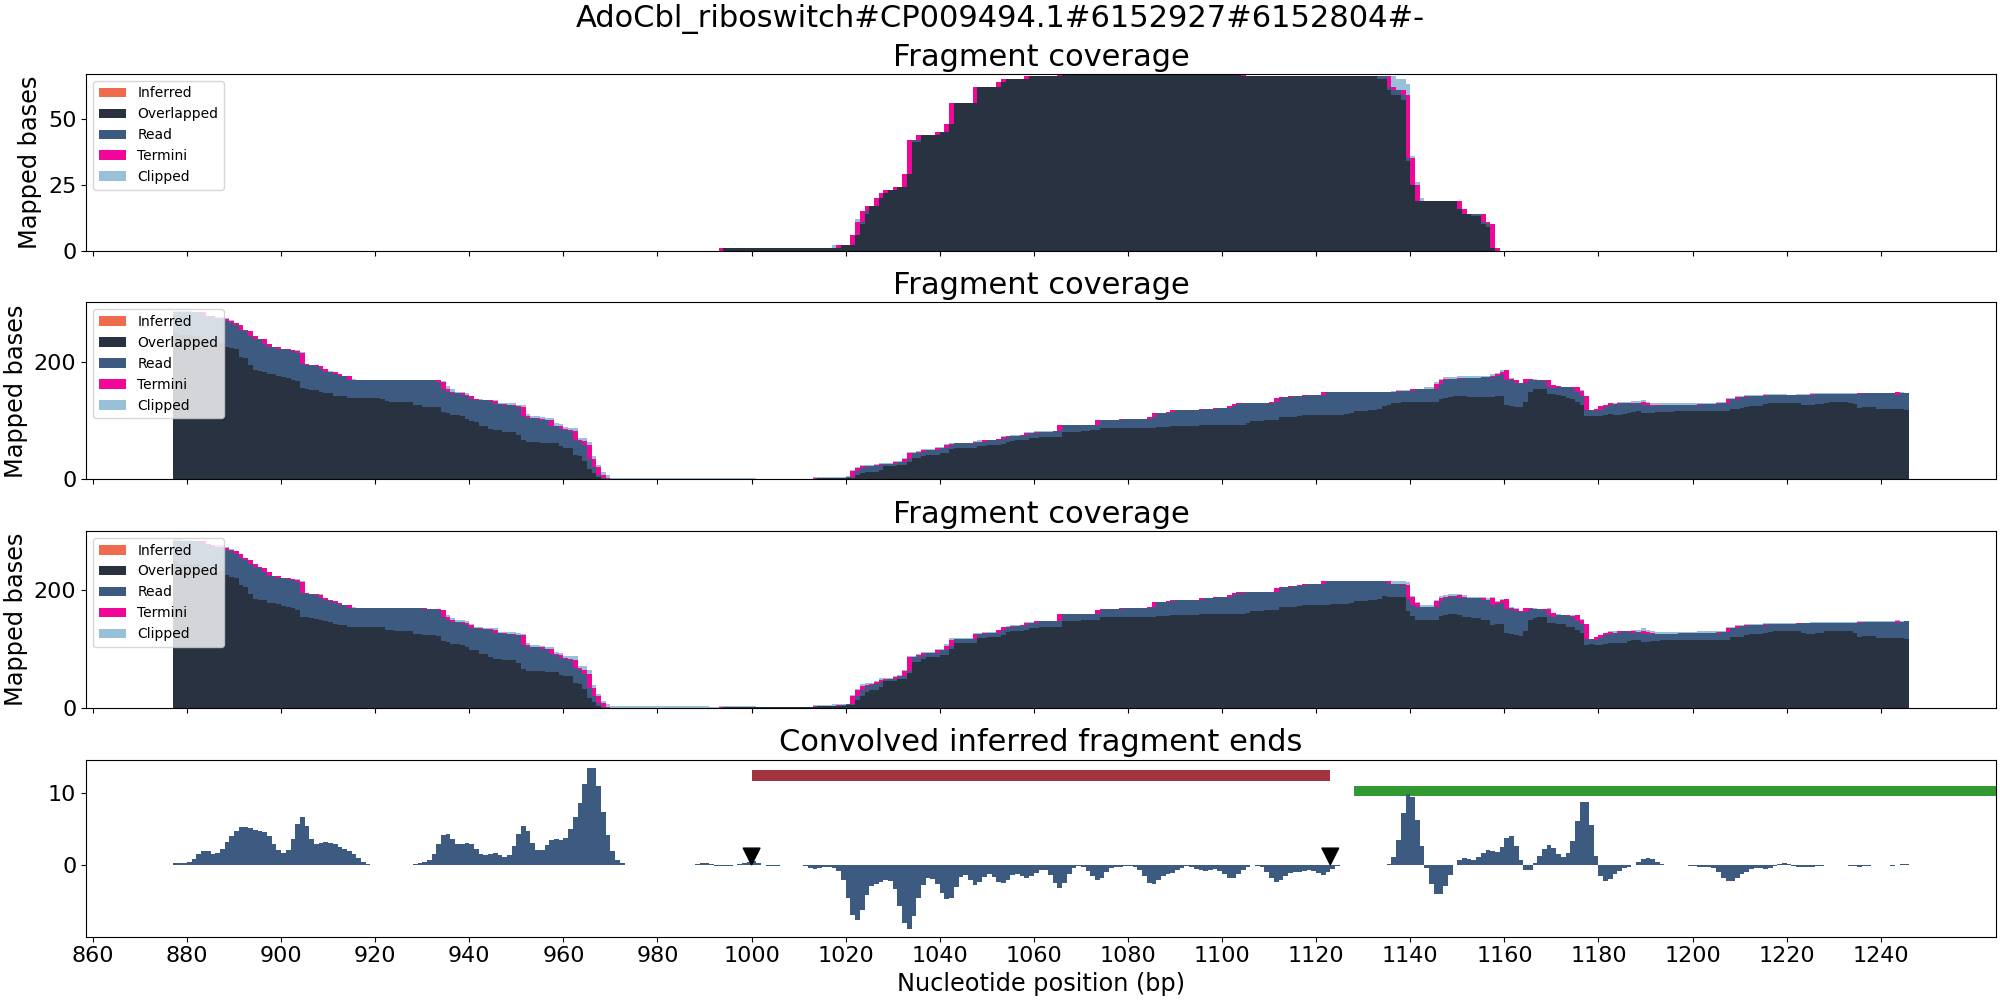 AdoCbl_riboswitch#CP009494.1#6152927#6152804#-
Fragment coverage
Mapped bases
50
25
0
Inferred
Overlapped
Read
Termini
Clipped
Fragment coverage
Mapped bases
200
0
Inferred
Overlapped
Read
Termini
Clipped
Fragment coverage
Mapped bases
200
0
Inferred
Overlapped
Read
Termini
Clipped
Convolved inferred fragment ends
10
0
860 880 900 920 940 960 980 1000 1020 1040 1060 1080 1100 1120 1140 1160 1180 1200 1220 1240
Nucleotide position (bp)